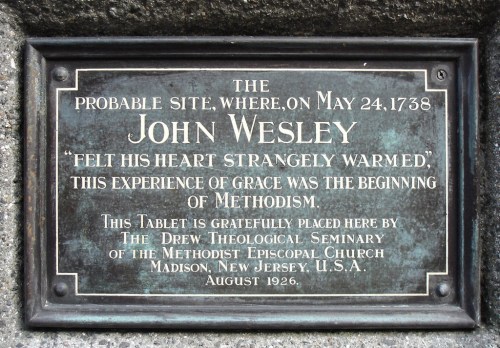 THE
PROBABLE SITE, WHERE, ON MAY 24, 1738
JOHN WESLEY
"FELT HIS HEART STRANGELY WARMED",
THIS EXPERIENCE OF GRACE WAS THE BEGINNING
OF METHODISM.
THIS TABLET IS GRATEFULLY PLACED HERE BY
THE DREW THEOLOGICAL SEMINARY
OF THE METHODIST EPISCOPAL CHURCH
MADISON, NEW JERSEY, U.S.A.
AUGUST 1926.